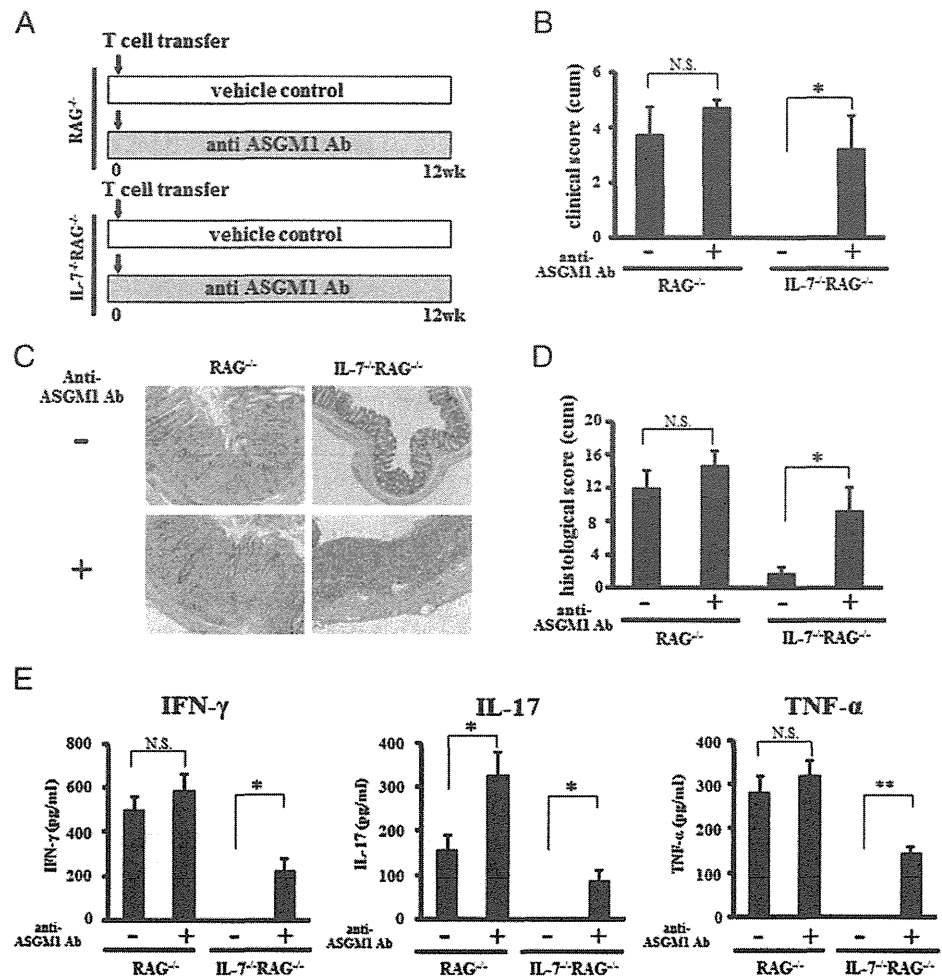 A
T cell transfer
RAG-/-
vehicle control
anti ASGM1 Ab
0
12wk
T cell transfer
IL-7-/-RAG-/-
vehicle control
anti ASGM1 Ab
0
12wk
B
clinical score (cum)
6
4
2
0
N.S.
*
- + - +
anti-
ASGM1 Ab
RAG-/-
IL-7-/-RAG-/-
C
Anti-
ASGM1 Ab
RAG-/-
IL-7-/-RAG-/-
-
+
D
histological score (cum)
20
16
12
8
4
0
N.S.
*
- + - +
anti-
ASGM1 Ab
RAG-/-
IL-7-/-RAG-/-
E
IFN-γ
IFN-γ (pg/ml)
800
600
400
200
0
N.S.
*
- + - +
anti-
ASGM1 Ab
RAG-/-
IL-7-/-RAG-/-
IL-17
IL-17 (pg/ml)
400
300
200
100
0
*
*
- + - +
anti-
ASGM1 Ab
RAG-/-
IL-7-/-RAG-/-
TNF-α
TNF-α (pg/ml)
400
300
200
100
0
N.S.
**
- + - +
anti-
ASGM1 Ab
RAG-/-
IL-7-/-RAG-/-